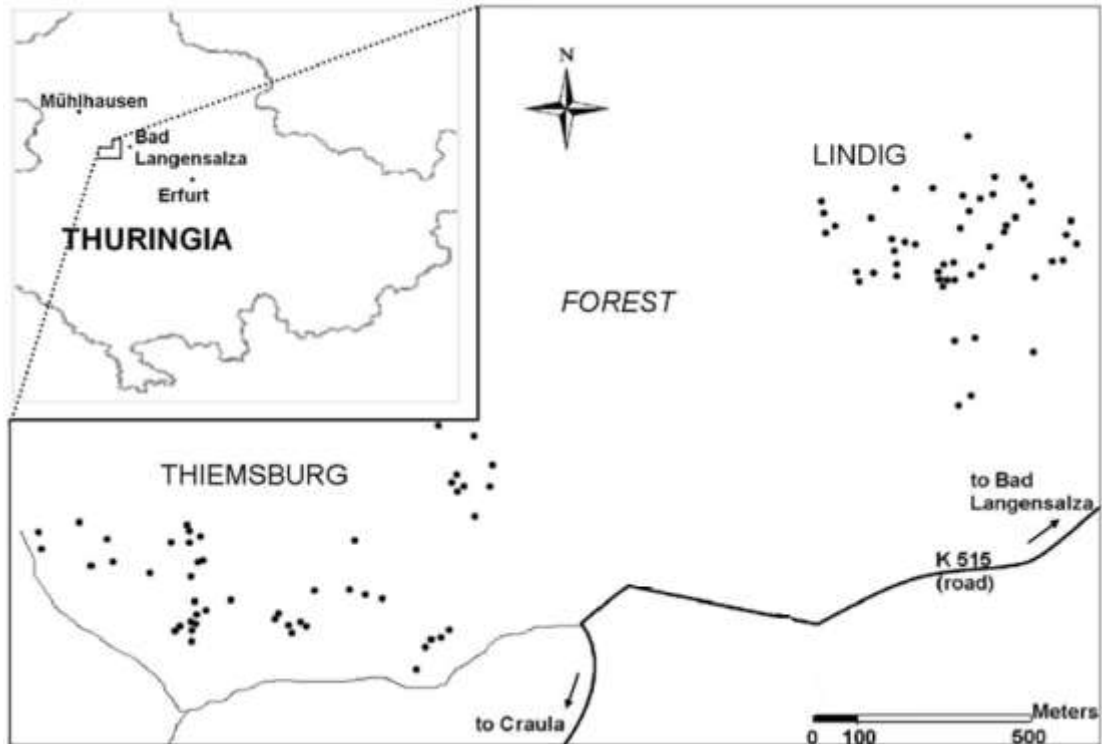 Mühlhausen
Bad
Langensalza
Erfurt
THURINGIA
N
LINDIG
FOREST
THIEMSBURG
to Bad
Langensalza
K 515
(road)
to Craula
Meters
0 100 500